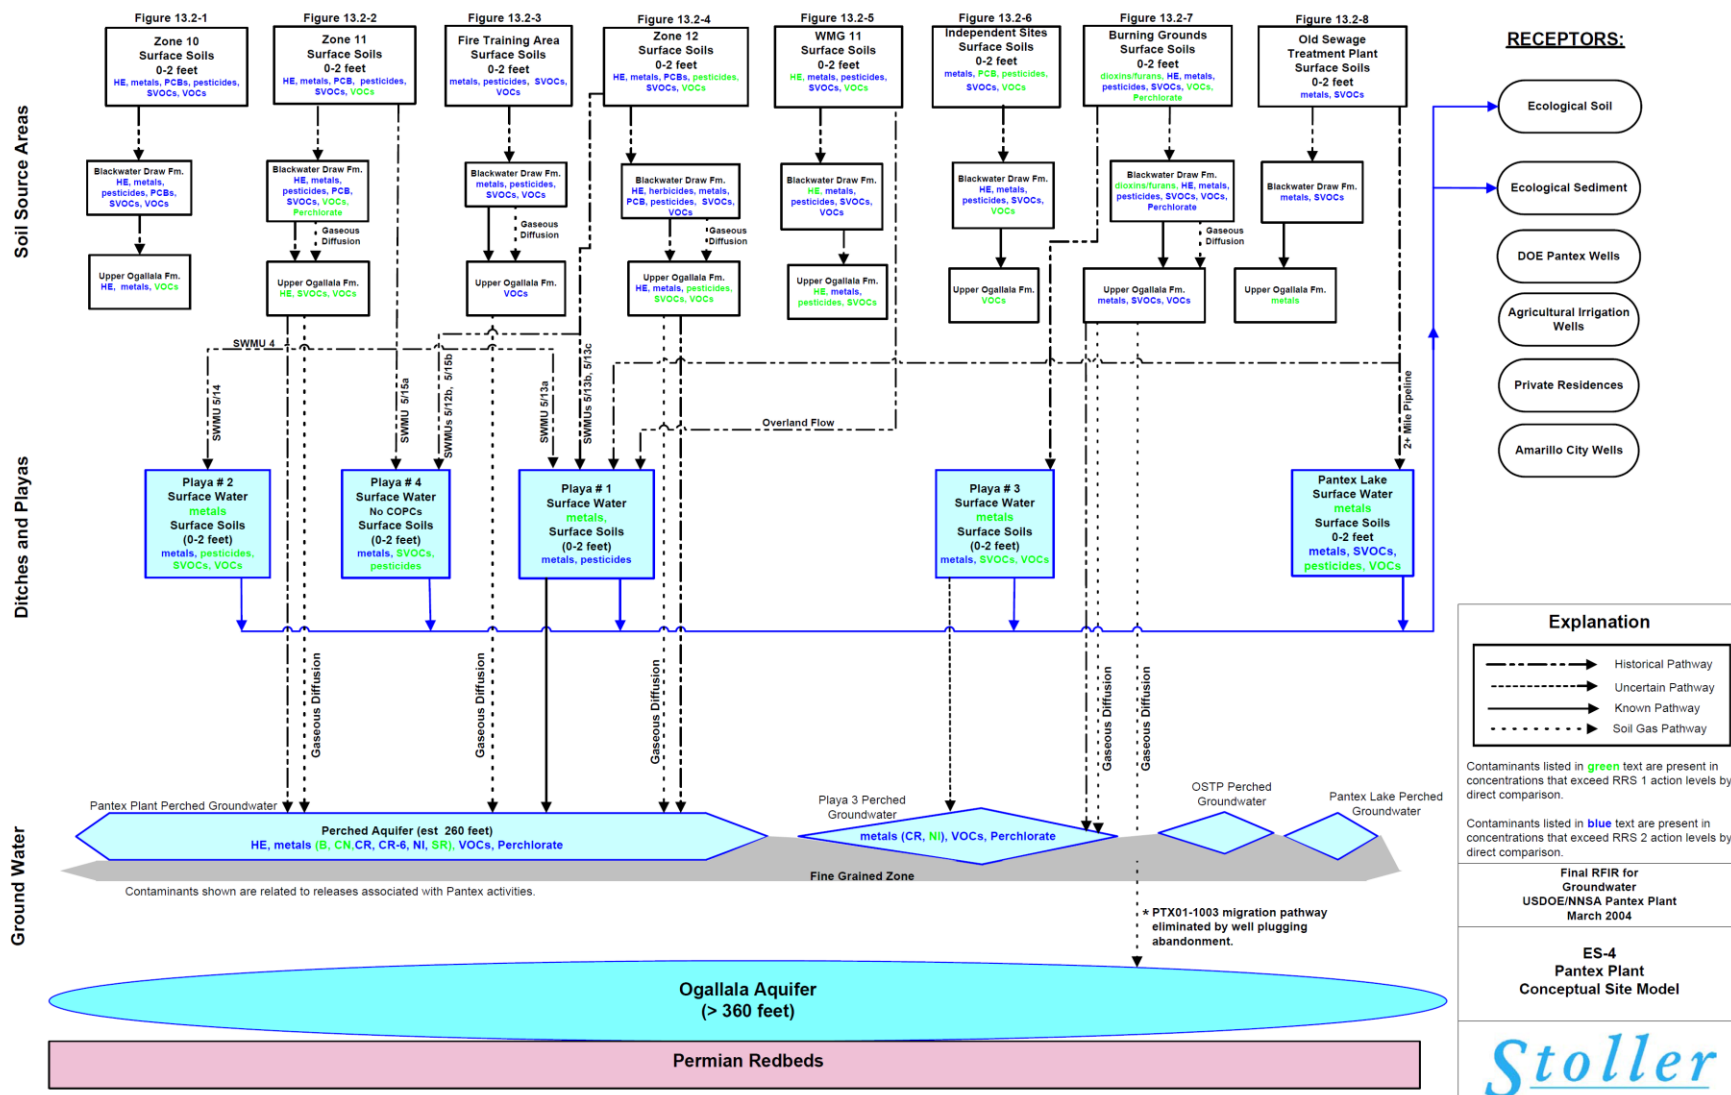 Figure 13.2-1
Zone 10
Surface Soils
0-2 feet
HE, metals, PCBs, pesticides,
SVOCs, VOCs
Figure 13.2-2
Zone 11
Surface Soils
0-2 feet
HE, metals, PCB, pesticides,
SVOCs, VOCs
Figure 13.2-3
Fire Training Area
Surface Soils
0-2 feet
metals, pesticides, SVOCs,
VOCs
Figure 13.2-4
Zone 12
Surface Soils
0-2 feet
HE, metals, PCBs, pesticides,
SVOCs, VOCs
Figure 13.2-5
WMG 11
Surface Soils
0-2 feet
HE, metals, pesticides,
SVOCs, VOCs
Figure 13.2-6
Independent Sites
Surface Soils
0-2 feet
metals, PCB, pesticides,
SVOCs, VOCs
Figure 13.2-7
Burning Grounds
Surface Soils
0-2 feet
dioxins/furans, HE, metals,
pesticides, SVOCs, VOCs,
Perchlorate
Figure 13.2-8
Old Sewage
Treatment Plant
Surface Soils
0-2 feet
metals, SVOCs
RECEPTORS:
Ecological Soil
Ecological Sediment
DOE Pantex Wells
Agricultural Irrigation
Wells
Private Residences
Amarillo City Wells
Soil Source Areas
Blackwater Draw Fm.
HE, metals,
pesticides, PCBs,
SVOCs, VOCs
Blackwater Draw Fm.
HE, metals,
pesticides, PCB,
SVOCs, VOCs,
Perchlorate
Blackwater Draw Fm.
metals, pesticides,
SVOCs, VOCs
Blackwater Draw Fm.
HE, herbicides, metals,
PCB, pesticides, SVOCs,
VOCs
Blackwater Draw Fm.
HE, metals,
pesticides, SVOCs,
VOCs
Blackwater Draw Fm.
HE, metals,
pesticides, SVOCs,
VOCs
Blackwater Draw Fm.
dioxins/furans, HE, metals,
pesticides, SVOCs, VOCs,
Perchlorate
Blackwater Draw Fm.
metals, SVOCs
Gaseous
Diffusion
Gaseous
Diffusion
Gaseous
Diffusion
Gaseous
Diffusion
Upper Ogallala Fm.
HE, metals, VOCs
Upper Ogallala Fm.
HE, SVOCs, VOCs
Upper Ogallala Fm.
VOCs
Upper Ogallala Fm.
HE, metals, pesticides,
SVOCs, VOCs
Upper Ogallala Fm.
HE, metals,
pesticides, SVOCs
Upper Ogallala Fm.
VOCs
Upper Ogallala Fm.
metals, SVOCs, VOCs
Upper Ogallala Fm.
metals
SWMU 4
SWMU 5/14
SWMU 5/15a
SWMUs 5/12b, 5/15b
SWMU 5/13a
SWMUs 5/13b, 5/13c
Overland Flow
2+ Mile Pipeline
Ditches and Playas
Playa # 2
Surface Water
metals
Surface Soils
(0-2 feet)
metals, pesticides,
SVOCs, VOCs
Playa # 4
Surface Water
No COPCs
Surface Soils
(0-2 feet)
metals, SVOCs,
pesticides
Playa # 1
Surface Water
metals,
Surface Soils
(0-2 feet)
metals, pesticides
Playa # 3
Surface Water
metals
Surface Soils
(0-2 feet)
metals, SVOCs, VOCs
Pantex Lake
Surface Water
metals
Surface Soils
0-2 feet
metals, SVOCs,
pesticides, VOCs
Gaseous Diffusion
Gaseous Diffusion
Gaseous Diffusion
Gaseous Diffusion
Gaseous Diffusion
Ground Water
Pantex Plant Perched Groundwater
Perched Aquifer (est 260 feet)
HE, metals (B, CN,CR, CR-6, NI, SR), VOCs, Perchlorate
Playa 3 Perched
Groundwater
metals (CR, NI), VOCs, Perchlorate
OSTP Perched
Groundwater
Pantex Lake Perched
Groundwater
Fine Grained Zone
Contaminants shown are related to releases associated with Pantex activities.
* PTX01-1003 migration pathway
eliminated by well plugging
abandonment.
Ogallala Aquifer
(> 360 feet)
Permian Redbeds
Explanation
Historical Pathway
Uncertain Pathway
Known Pathway
Soil Gas Pathway
Contaminants listed in green text are present in
concentrations that exceed RRS 1 action levels by
direct comparison.
Contaminants listed in blue text are present in
concentrations that exceed RRS 2 action levels by
direct comparison.
Final RFIR for
Groundwater
USDOE/NNSA Pantex Plant
March 2004
ES-4
Pantex Plant
Conceptual Site Model
Stoller